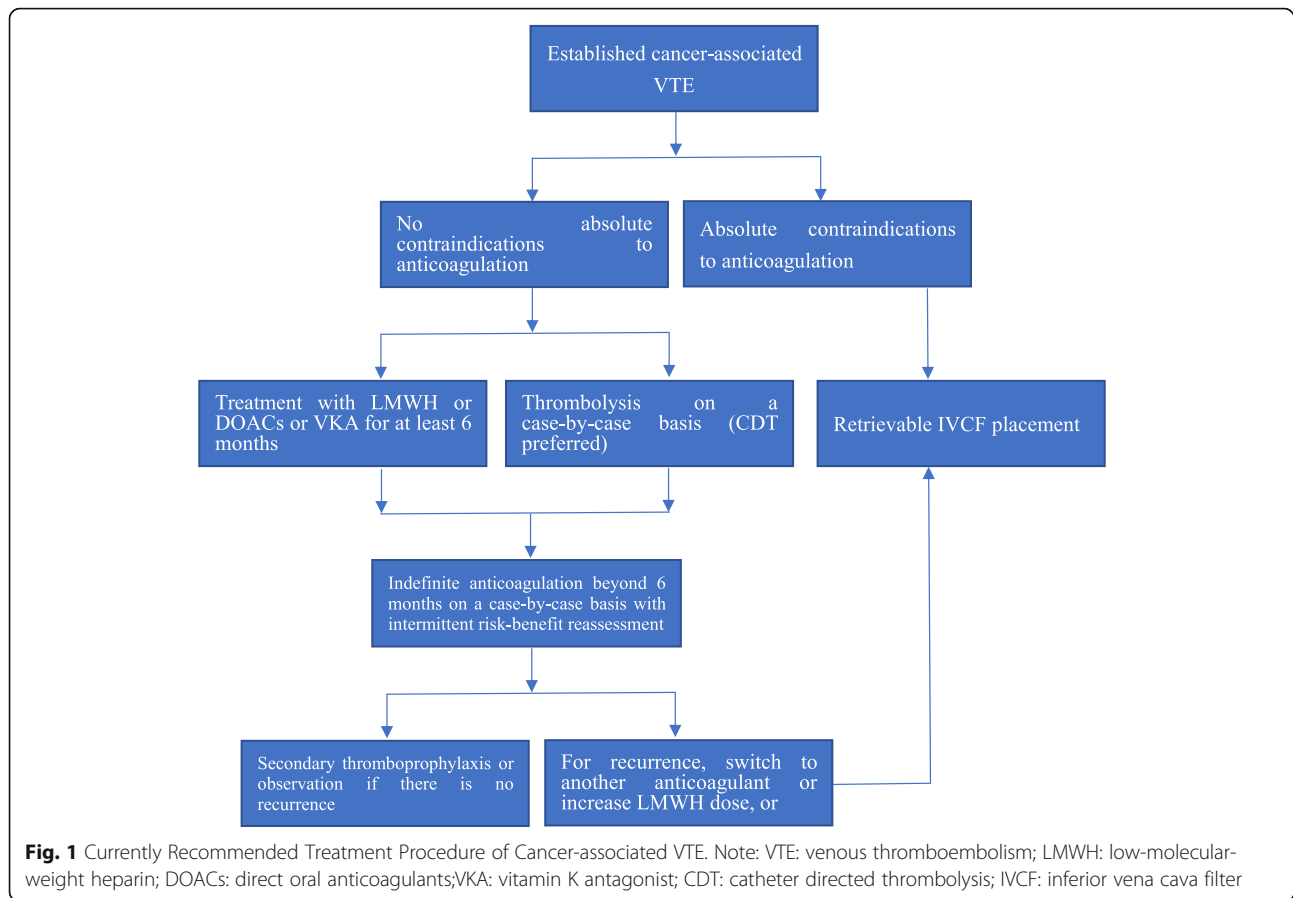 Established cancer-associated
VTE
No absolute
contraindications to
anticoagulation
Absolute contraindications
to anticoagulation
Treatment with LMWH or
DOACs or VKA for at least 6
months
Thrombolysis on a
case-by-case basis (CDT
preferred)
Retrievable IVCF placement
Indefinite anticoagulation beyond 6
months on a case-by-case basis with
intermittent risk-benefit reassessment
Secondary thromboprophylaxis or
observation if there is no
recurrence
For recurrence, switch to
another anticoagulant or
increase LMWH dose, or
Fig. 1 Currently Recommended Treatment Procedure of Cancer-associated VTE. Note: VTE: venous thromboembolism; LMWH: low-molecular-
weight heparin; DOACs: direct oral anticoagulants;VKA: vitamin K antagonist; CDT: catheter directed thrombolysis; IVCF: inferior vena cava filter